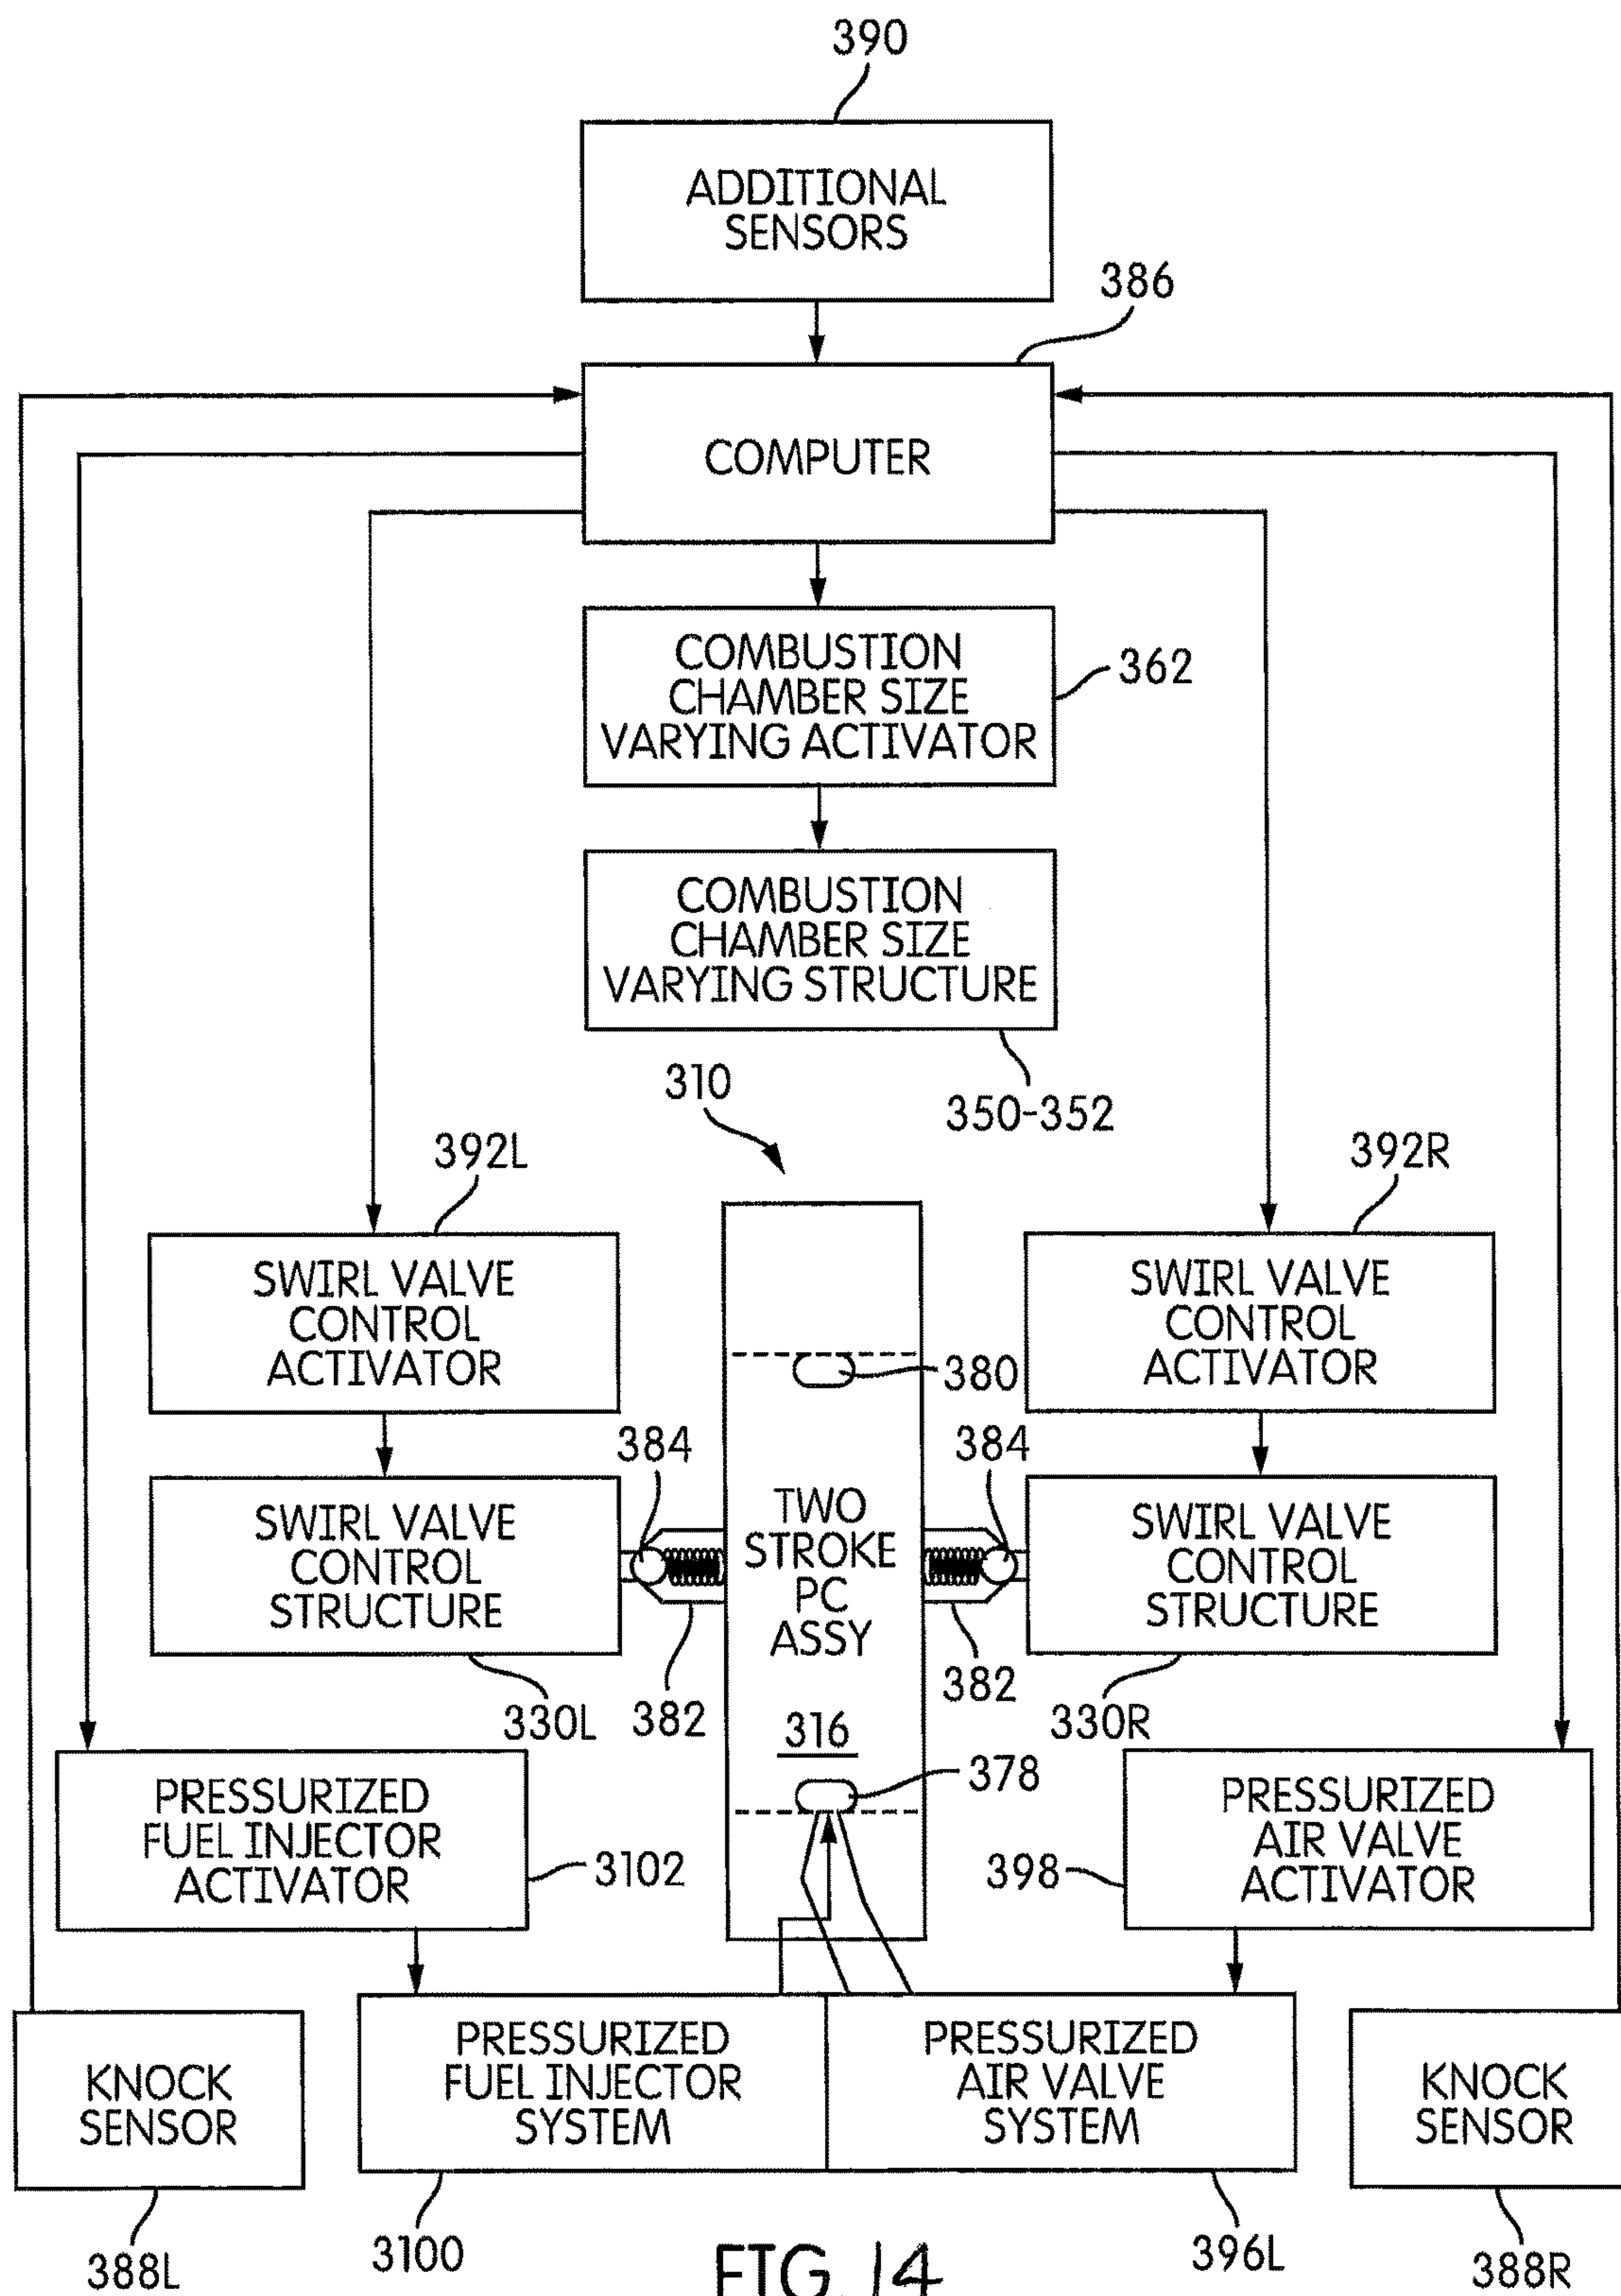 390
ADDITIONAL
SENSORS
386
COMPUTER
COMBUSTION
CHAMBER SIZE
VARYING ACTIVATOR
362
COMBUSTION
CHAMBER SIZE
VARYING STRUCTURE
350-352
310
392L
392R
SWIRL VALVE
CONTROL
ACTIVATOR
380
SWIRL VALVE
CONTROL
ACTIVATOR
384
384
SWIRL VALVE
CONTROL
STRUCTURE
TWO
STROKE
PC
ASSY
SWIRL VALVE
CONTROL
STRUCTURE
330L
382
382
330R
316
378
PRESSURIZED
FUEL INJECTOR
ACTIVATOR
3102
398
PRESSURIZED
AIR VALVE
ACTIVATOR
KNOCK
SENSOR
PRESSURIZED
FUEL INJECTOR
SYSTEM
PRESSURIZED
AIR VALVE
SYSTEM
KNOCK
SENSOR
388L
3100
396L
388R
FIG. 14